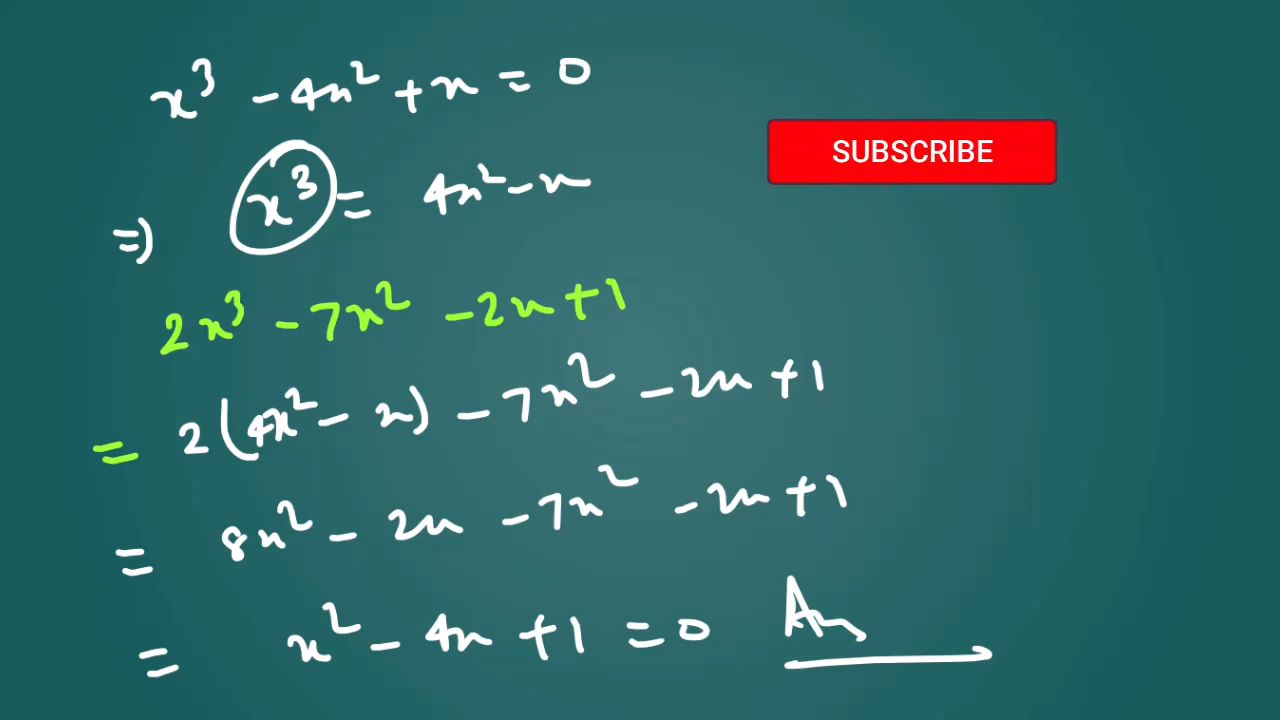 x³ - 4x² + x = 0
SUBSCRIBE
=> x³ = 4x² - x
2x³ - 7x² - 2x + 1
= 2(4x² - x) - 7x² - 2x + 1
= 8x² - 2x - 7x² - 2x + 1
= x² - 4x + 1 = 0 Ans